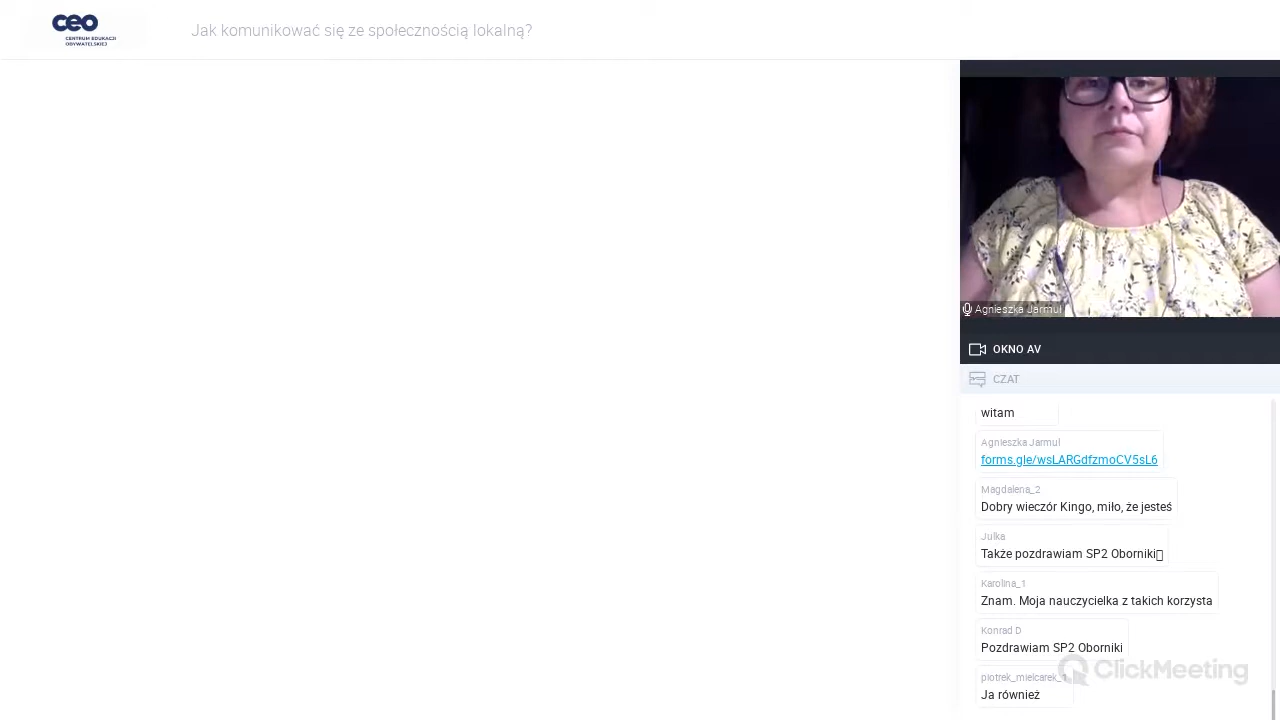 ceo
CENTRUM EDUKACJI
OBYWATELSKIEJ
Jak komunikować się ze społecznością lokalną?
Agnieszka Jarmuł
OKNO AV
CZAT
witam
Agnieszka Jarmuł
forms.gle/wsLARGdfzmoCV5sL6
Magdalena_2
Dobry wieczór Kingo, miło, że jesteś
Julka
Także pozdrawiam SP2 Oborniki
Karolina_1
Znam. Moja nauczycielka z takich korzysta
Konrad D
Pozdrawiam SP2 Oborniki
piotrek_mielcarek_1
Ja również
ClickMeeting